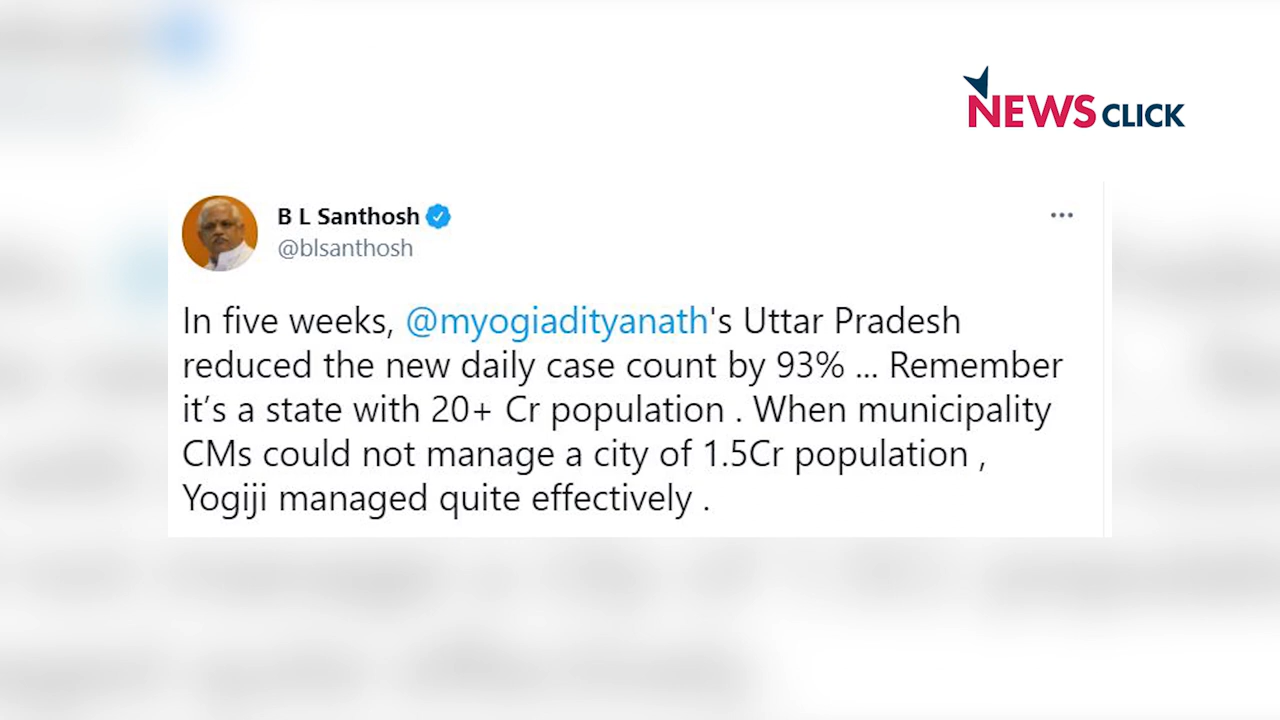 NEWSCLICK
B L Santhosh
@blsanthosh
In five weeks, @myogiadityanath's Uttar Pradesh
reduced the new daily case count by 93% ... Remember
it’s a state with 20+ Cr population . When municipality
CMs could not manage a city of 1.5Cr population ,
Yogiji managed quite effectively .